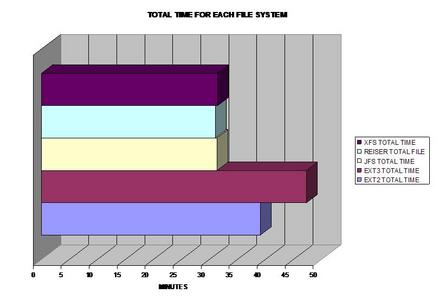 TOTAL TIME FOR EACH FILE SYSTEM
XFS TOTAL TIME
REISER TOTAL FILE
JFS TOTAL TIME
EXT3 TOTAL TIME
EXT2 TOTAL TIME
0 5 10 15 20 25 30 35 40 45 50
MINUTES